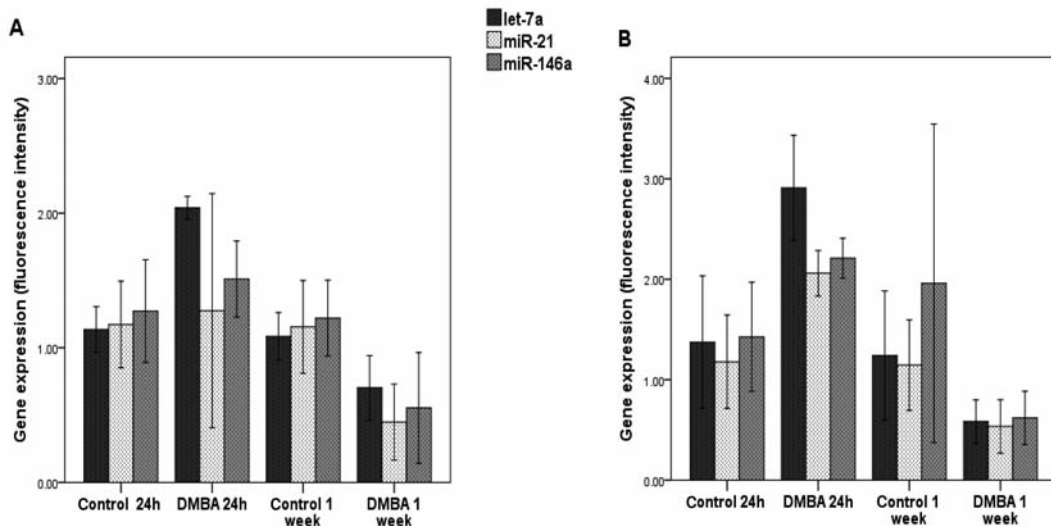 A
let-7a
miR-21
miR-146a
B
Gene expression (fluorescence intensity)
3.00
2.00
1.00
0.00
Control 24h
DMBA 24h
Control 1
week
DMBA 1
week
Gene expression (fluorescence intensity)
4.00
3.00
2.00
1.00
0.00
Control 24h
DMBA 24h
Control 1
week
DMBA 1
week